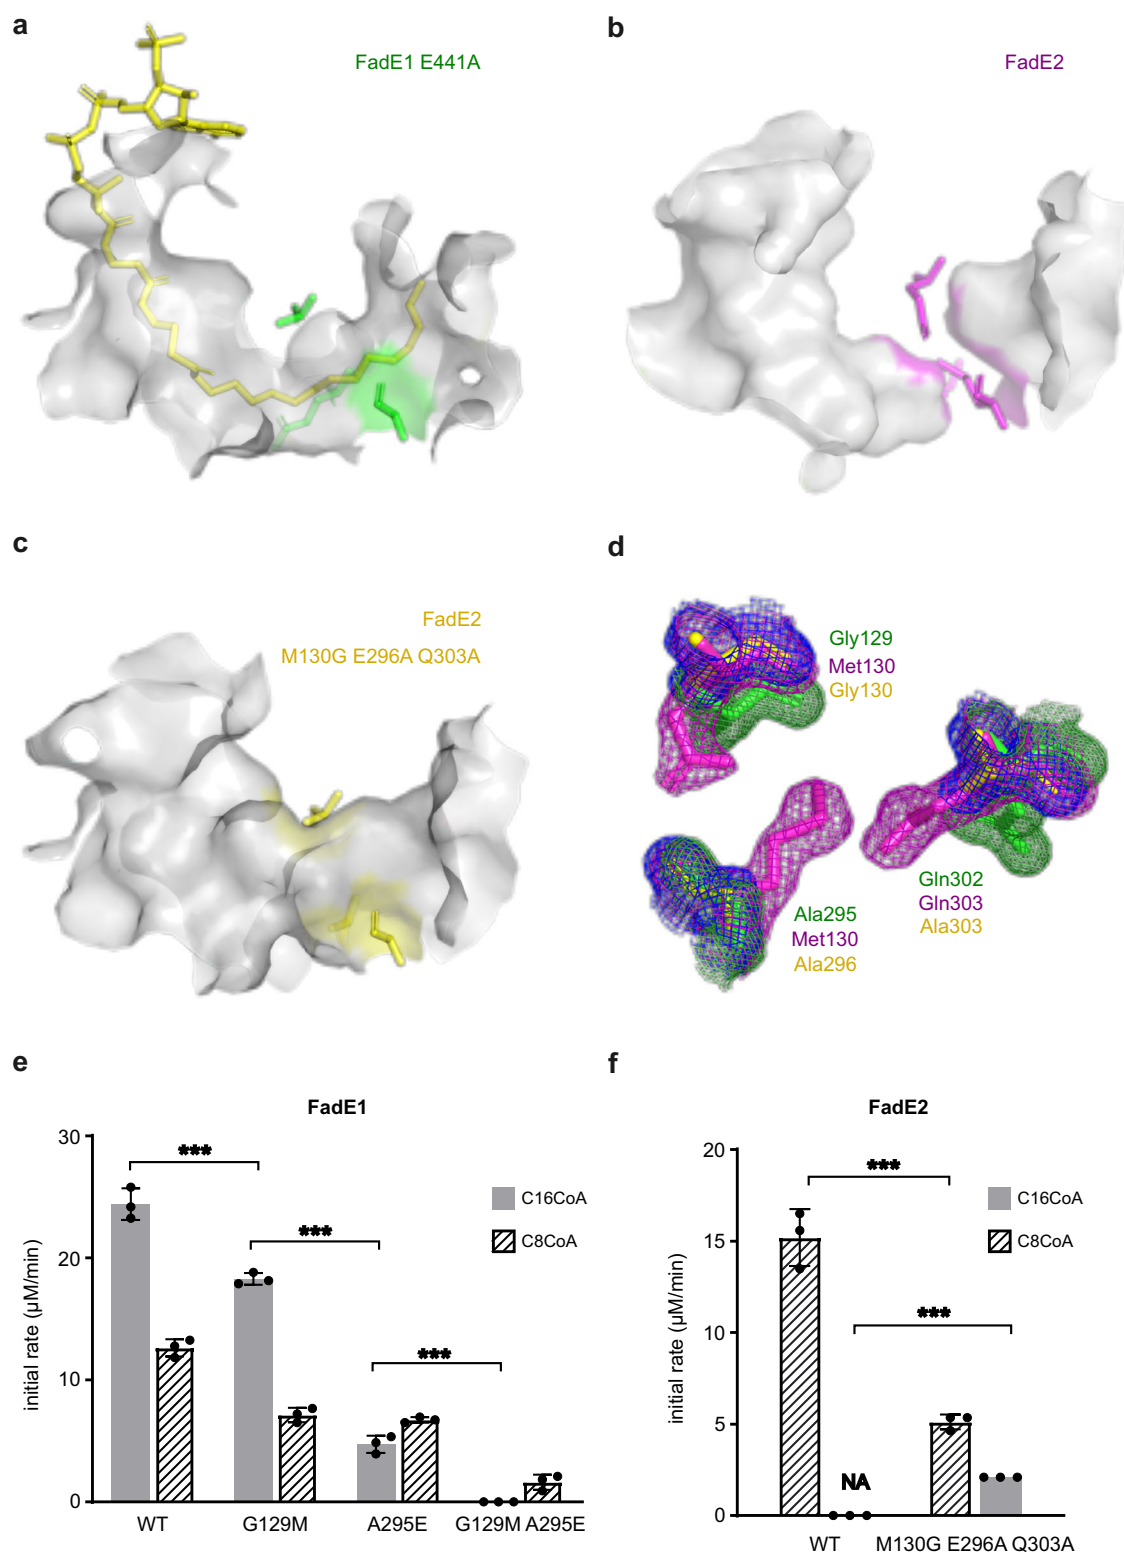 a
FadE1 E441A
b
FadE2
c
FadE2
M130G E296A Q303A
d
Gly129
Met130
Gly130
Gln302
Gln303
Ala303
Ala295
Met130
Ala296
e
FadE1
30
20
10
0
initial rate (µM/min)
***
***
***
C16CoA
C8CoA
WT
G129M
A295E
G129M A295E
f
FadE2
20
15
10
5
0
initial rate (µM/min)
***
***
NA
C16CoA
C8CoA
WT
M130G E296A Q303A